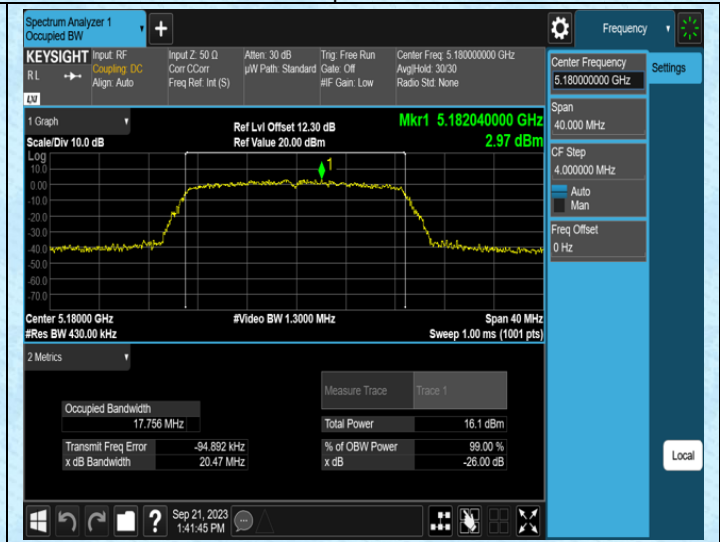 Spectrum Analyzer 1
Occupied BW
Frequency
KEYSIGHT
RL
Input: RF
Coupling: DC
Align: Auto
Input Z: 50 Ω
Corr CCorr
Freq Ref: Int (S)
Atten: 30 dB
µW Path: Standard
Trig: Free Run
Gate: Off
#IF Gain: Low
Center Freq: 5.180000000 GHz
Avg|Hold: 30/30
Radio Std: None
LXI
Center Frequency
5.180000000 GHz
Settings
Span
40.000 MHz
CF Step
4.000000 MHz
Auto
Man
Freq Offset
0 Hz
1 Graph
Scale/Div 10.0 dB
Ref Lvl Offset 12.30 dB
Ref Value 20.00 dBm
Mkr1 5.182040000 GHz
2.97 dBm
Log
10.0
0.00
-10.0
-20.0
-30.0
-40.0
-50.0
-60.0
-70.0
1
Center 5.18000 GHz
#Res BW 430.00 kHz
#Video BW 1.3000 MHz
Span 40 MHz
Sweep 1.00 ms (1001 pts)
2 Metrics
Measure Trace
Trace 1
Occupied Bandwidth
17.756 MHz
Total Power
16.1 dBm
Transmit Freq Error
-94.892 kHz
% of OBW Power
99.00 %
x dB Bandwidth
20.47 MHz
x dB
-26.00 dB
Local
?
Sep 21, 2023
1:41:45 PM